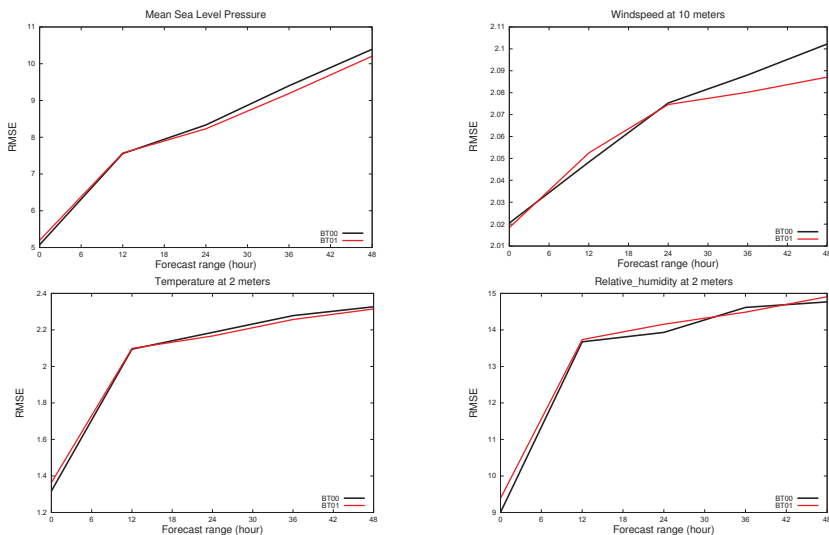 Mean Sea Level Pressure
11
10
9
8
7
6
5
RMSE
0 6 12 18 24 30 36 42 48
Forecast range (hour)
BT00
BT01
Windspeed at 10 meters
2.1
2.1
2.09
2.08
2.07
2.06
2.05
2.04
2.03
2.02
2.01
RMSE
0 6 12 18 24 30 36 42 48
Forecast range (hour)
BT00
BT01
Temperature at 2 meters
2.4
2.2
2
1.8
1.6
1.4
1.2
RMSE
0 6 12 18 24 30 36 42 48
Forecast range (hour)
BT00
BT01
Relative_humidity at 2 meters
15
14
13
12
11
10
9
RMSE
0 6 12 18 24 30 36 42 48
Forecast range (hour)
BT00
BT01